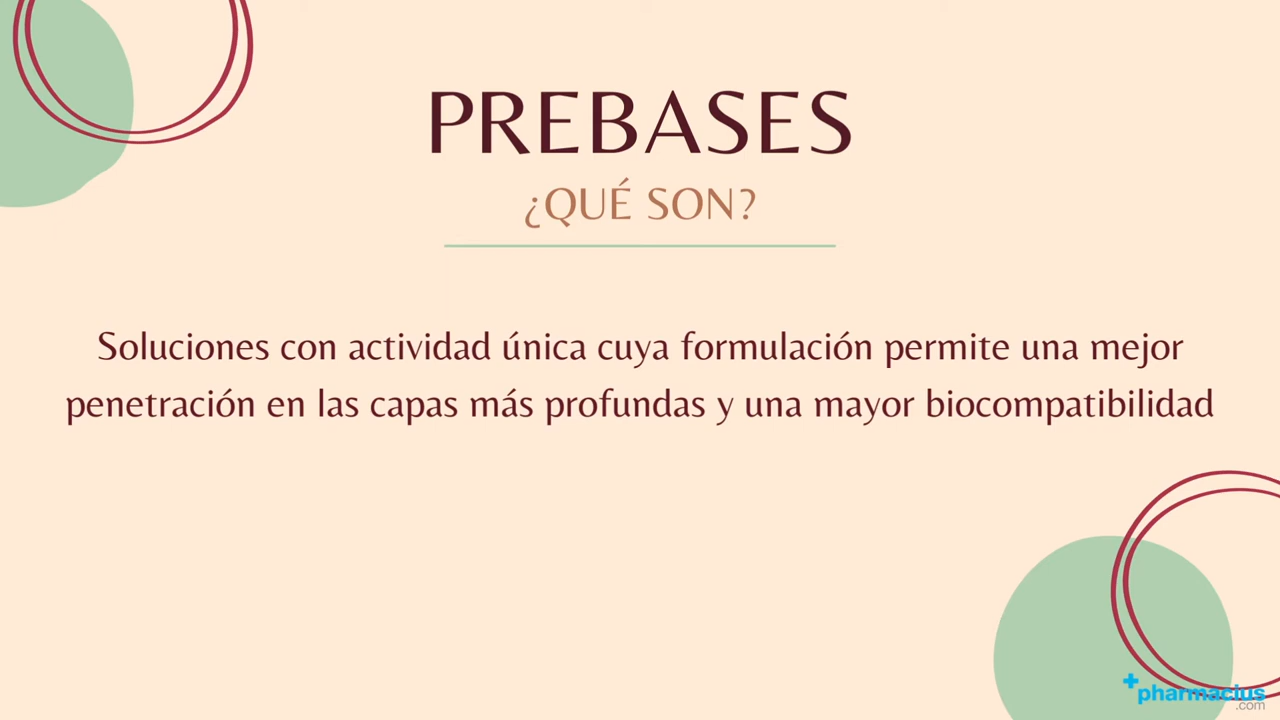 PREBASES
¿QUÉ SON?
Soluciones con actividad única cuya formulación permite una mejor
penetración en las capas más profundas y una mayor biocompatibilidad
pharmacius
.com